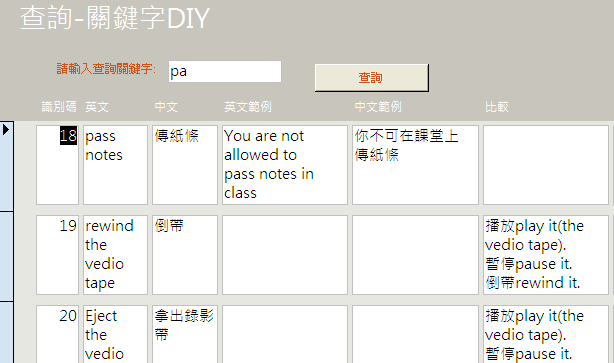 查詢-關鍵字DIY
請輸入查詢關鍵字: pa 查詢
識別碼 英文 中文 英文範例 中文範例 比較
18 pass notes 傳紙條 You are not allowed to pass notes in class 你不可在課堂上傳紙條
19 rewind the vedio tape 倒帶 播放play it(the vedio tape). 暫停pause it. 倒帶rewind it.
20 Eject the vedio 拿出錄影帶 播放play it(the vedio tape). 暫停pause it.